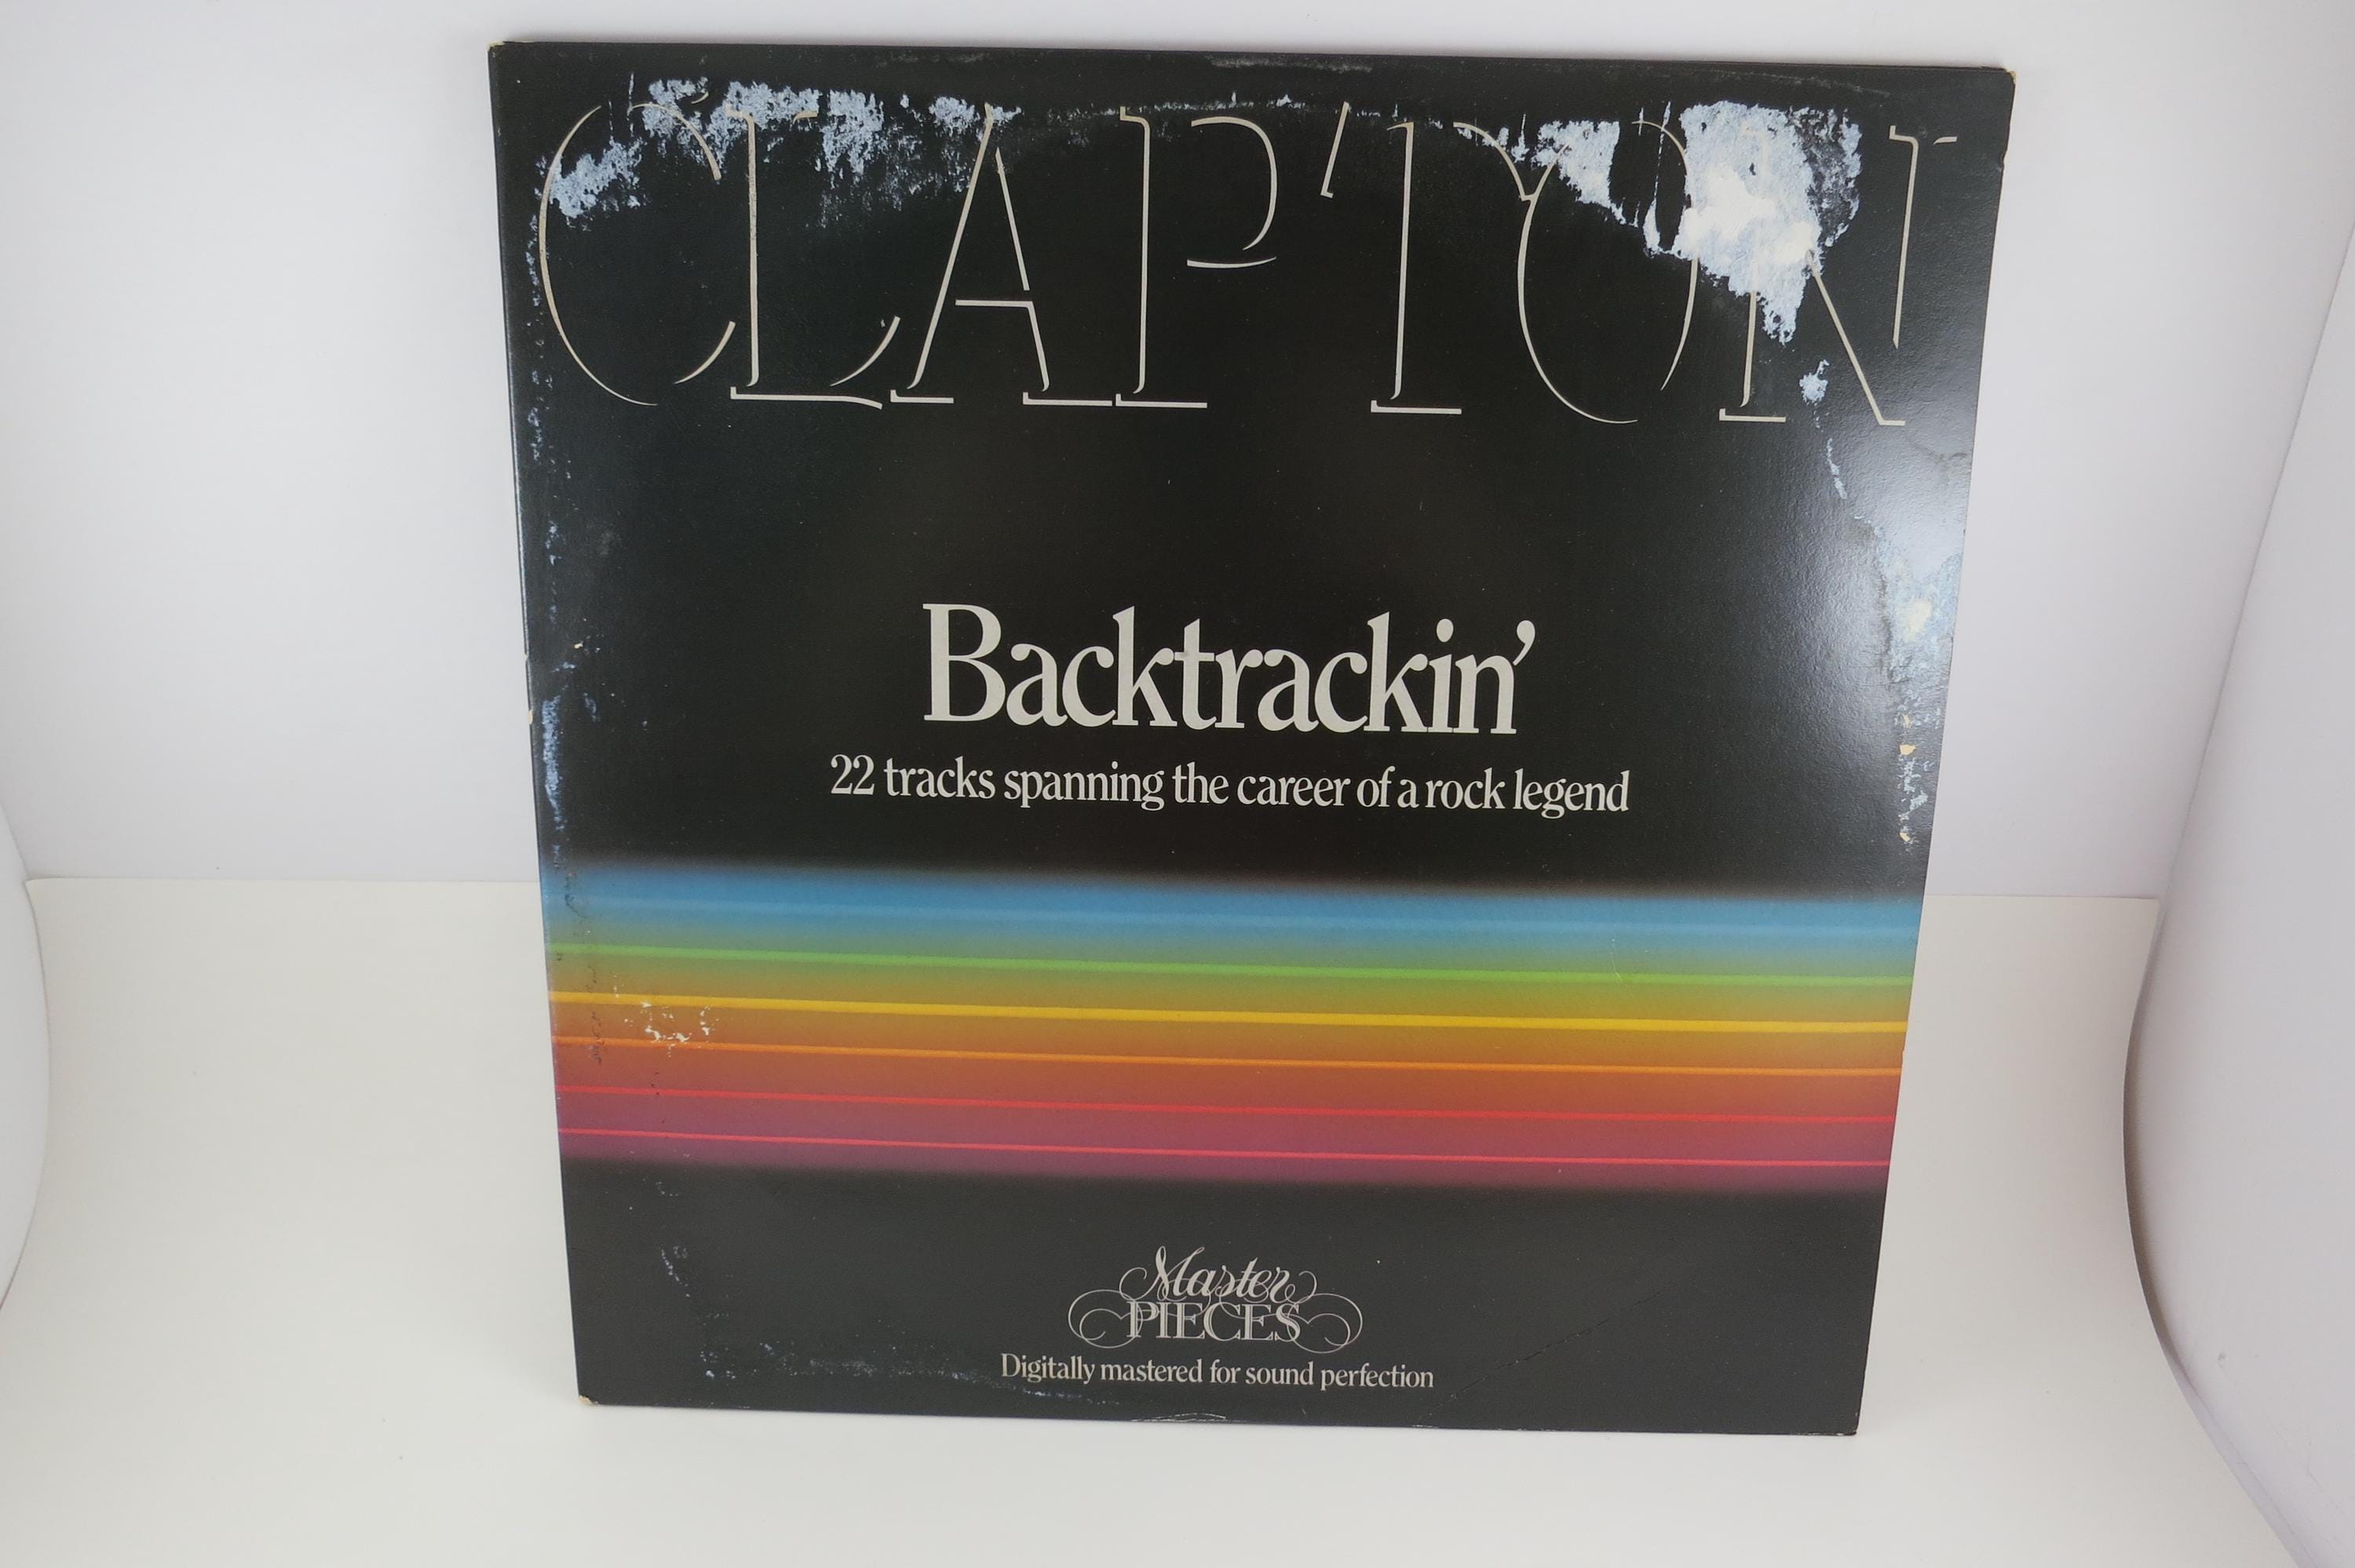 CLAPTON
Backtrackin’
22 tracks spanning the career of a rock legend
Master
PIECES
Digitally mastered for sound perfection